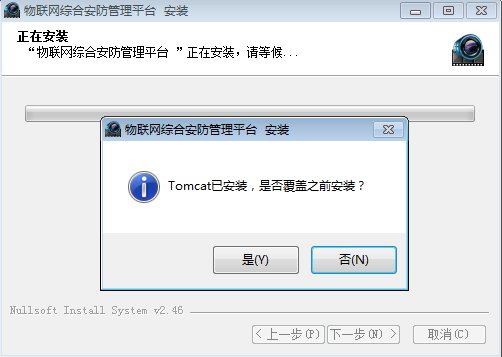 物联网综合安防管理平台 安装
正在安装
“物联网综合安防管理平台 ”正在安装，请等候...
物联网综合安防管理平台 安装
Tomcat已安装，是否覆盖之前安装？
是(Y)
否(N)
Nullsoft Install System v2.46
< 上一步(P)
下一步(N) >
取消(C)